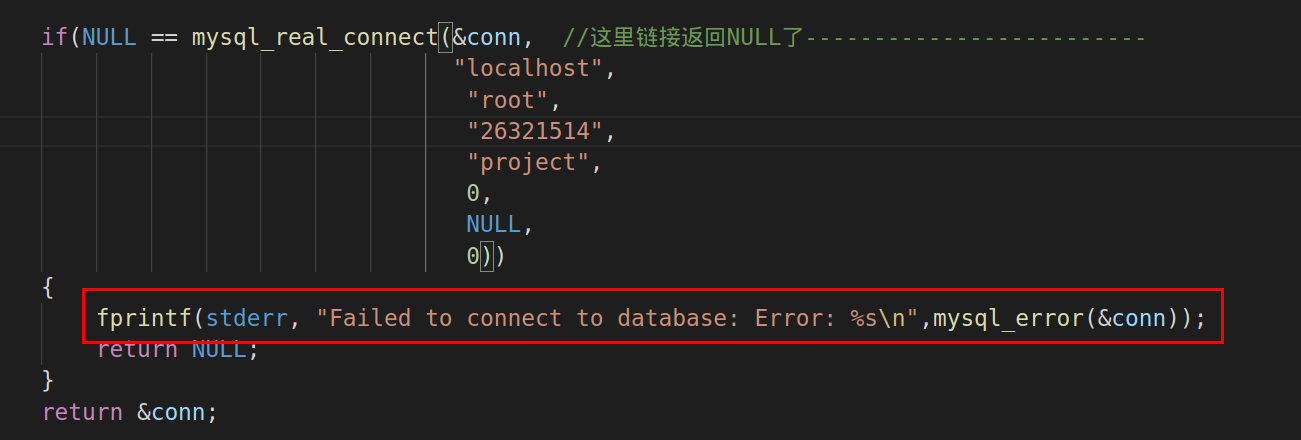 if(NULL == mysql_real_connect(&conn,  //这里链接返回NULL了-------------------------
"localhost",
"root",
"26321514",
"project",
0,
NULL,
0))
{
fprintf(stderr, "Failed to connect to database: Error: %s\n",mysql_error(&conn));
return NULL;
}
return &conn;